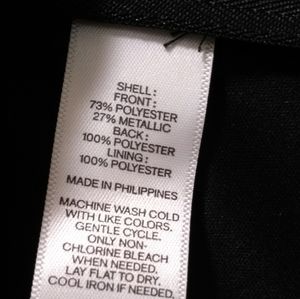 SHELL:
FRONT:
73% POLYESTER
27% METALLIC
BACK:
100% POLYESTER
LINING:
100% POLYESTER
MADE IN PHILIPPINES
MACHINE WASH COLD
WITH LIKE COLORS.
GENTLE CYCLE.
ONLY NON-
CHLORINE BLEACH
WHEN NEEDED.
LAY FLAT TO DRY.
COOL IRON IF NEEDED